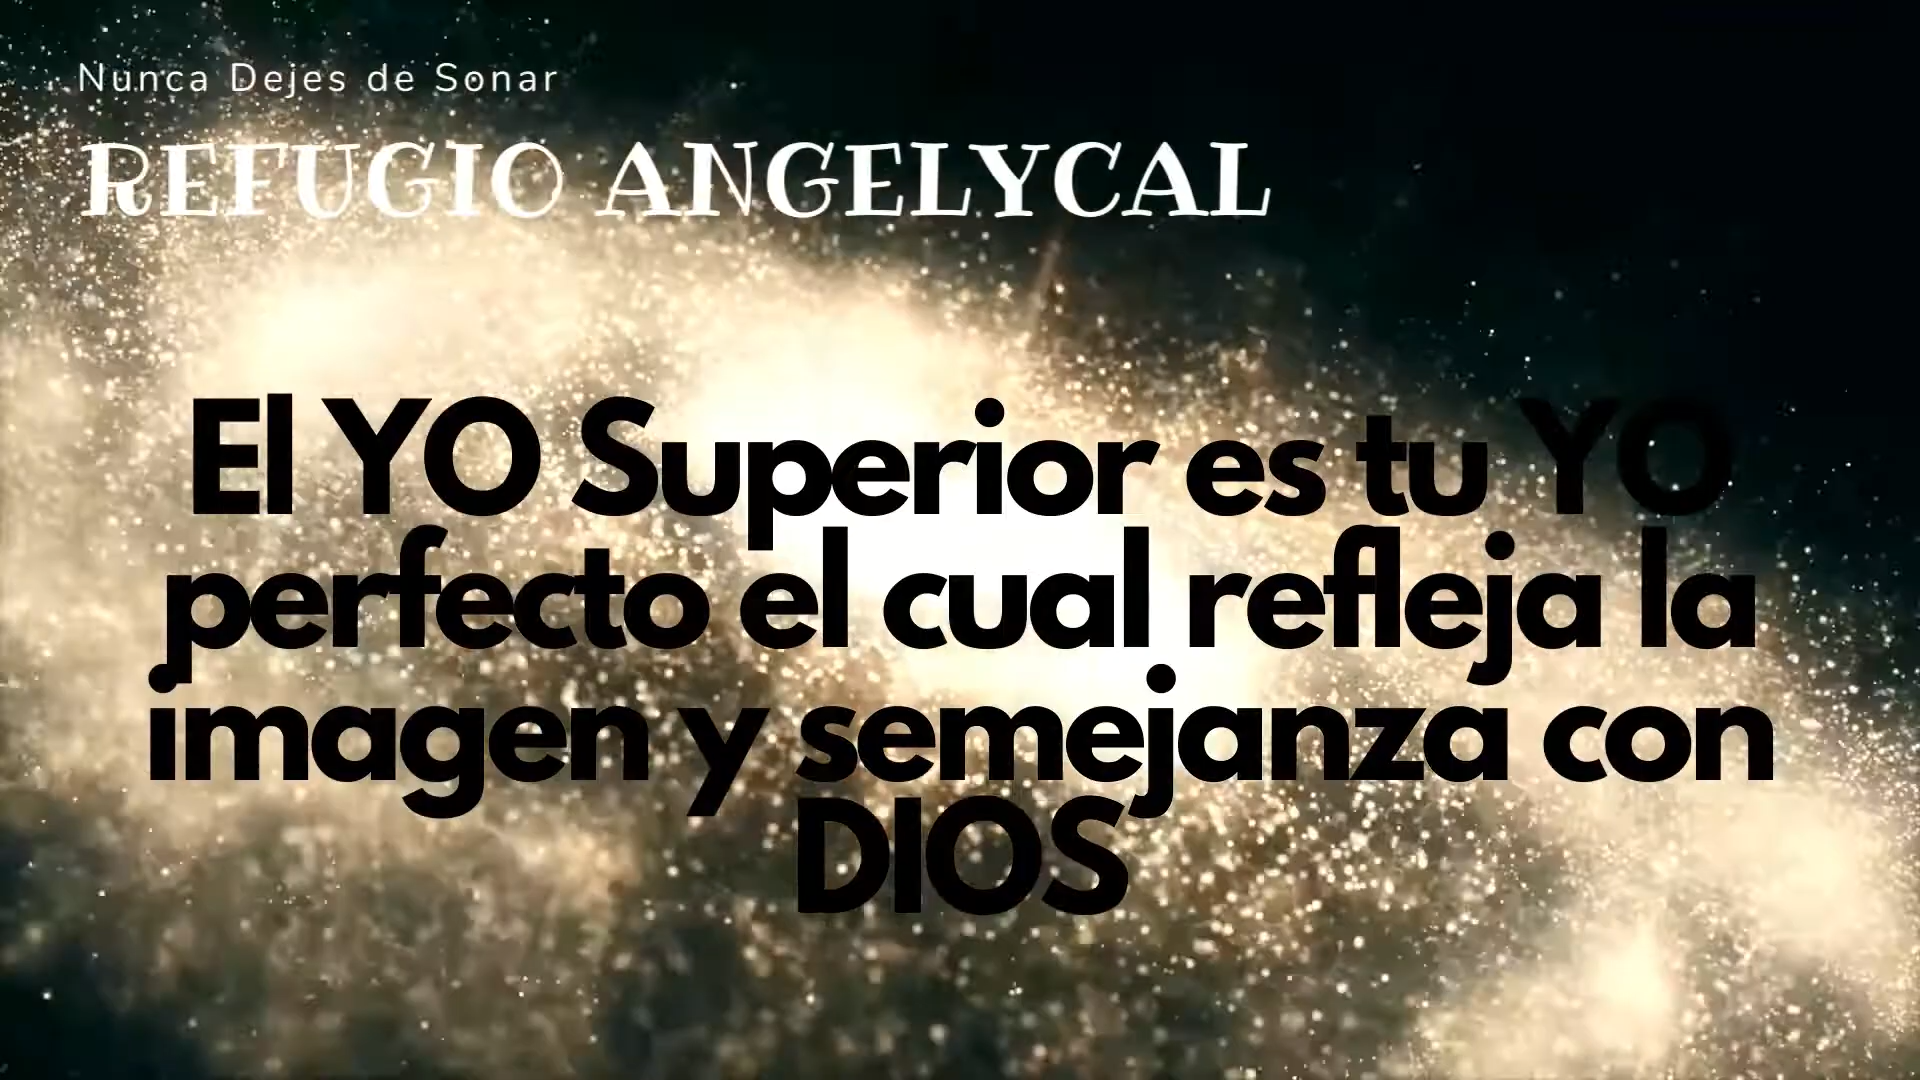 Nunca Dejes de Sonar
REFUGIO ANGELYCAL
El YO Superior es tu YO
perfecto el cual refleja la
imagen y semejanza con
DIOS